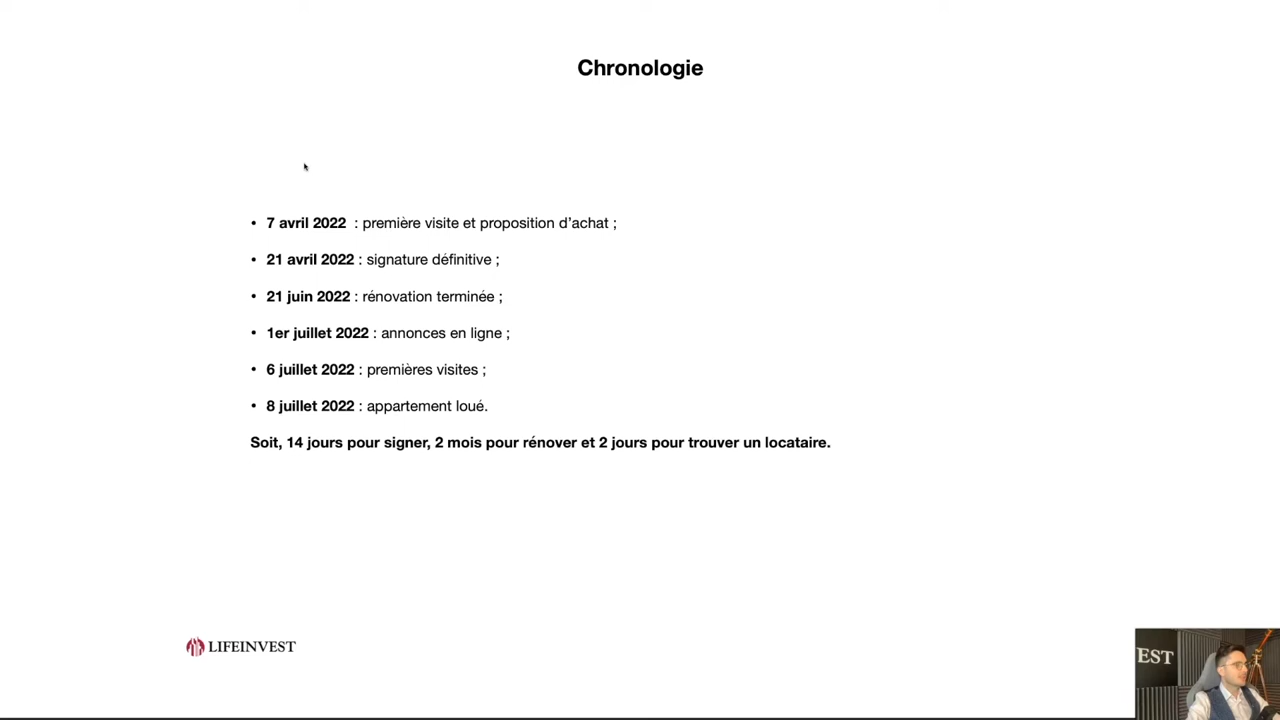 Chronologie
• 7 avril 2022 : première visite et proposition d’achat ;
• 21 avril 2022 : signature définitive ;
• 21 juin 2022 : rénovation terminée ;
• 1er juillet 2022 : annonces en ligne ;
• 6 juillet 2022 : premières visites ;
• 8 juillet 2022 : appartement loué.
Soit, 14 jours pour signer, 2 mois pour rénover et 2 jours pour trouver un locataire.
LIFEINVEST
EST